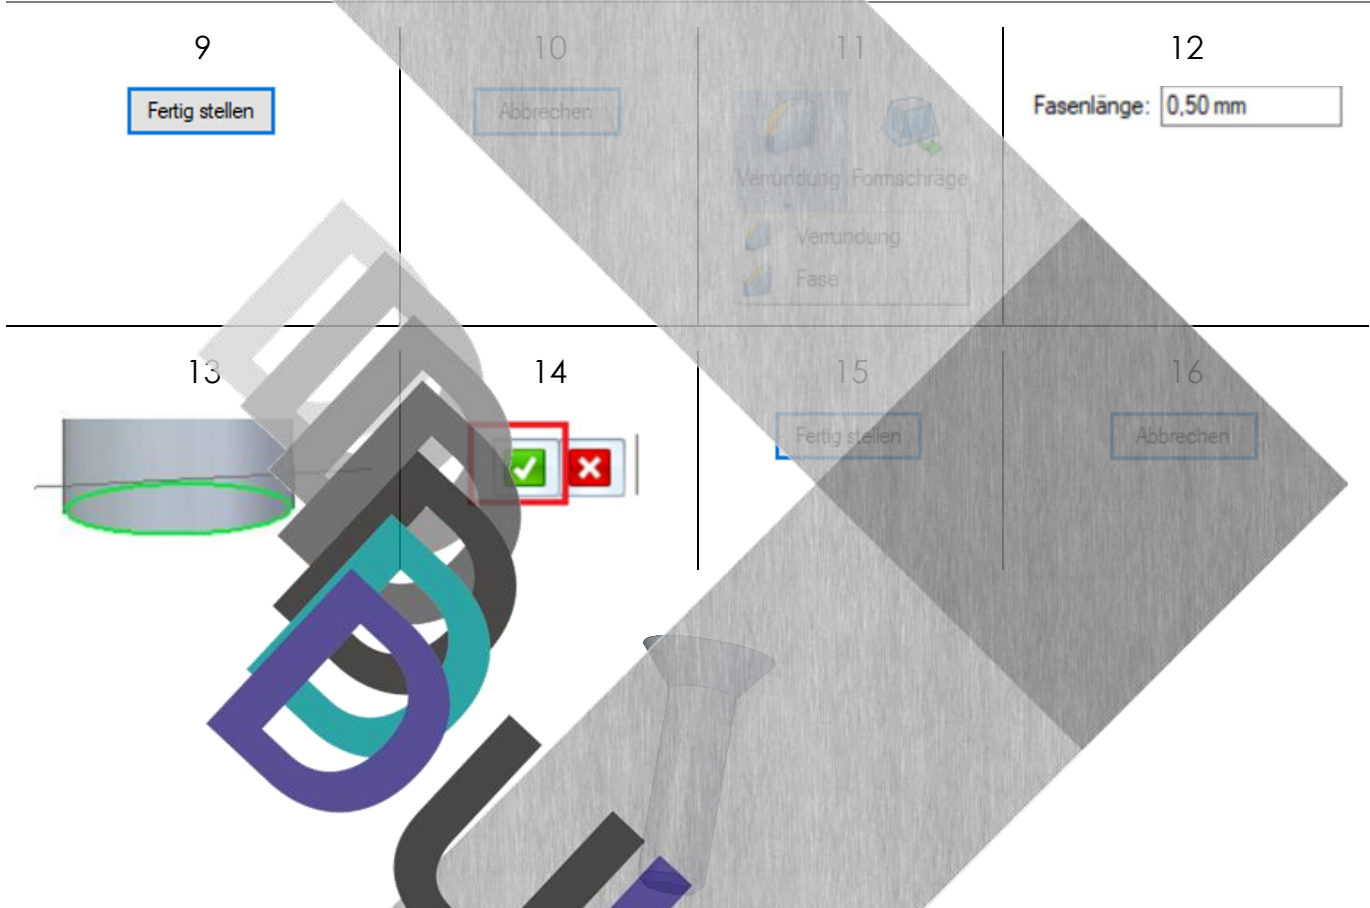 9
10
11
12
Fertig stellen
Abbrechen
Fasenlänge: 0,50 mm
Verrundung Formschräge
Verrundung
Fase
13
14
15
16
Fertig stellen
Abbrechen
D
D
D
D
D
D
D
U